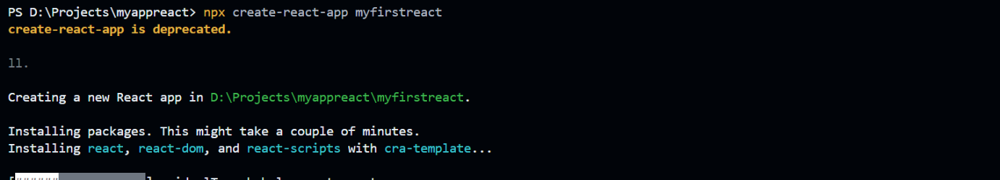 PS D:\Projects\myappreact> npx create-react-app myfirstreact
create-react-app is deprecated.
ll.
Creating a new React app in D:\Projects\myappreact\myfirstreact.
Installing packages. This might take a couple of minutes.
Installing react, react-dom, and react-scripts with cra-template...